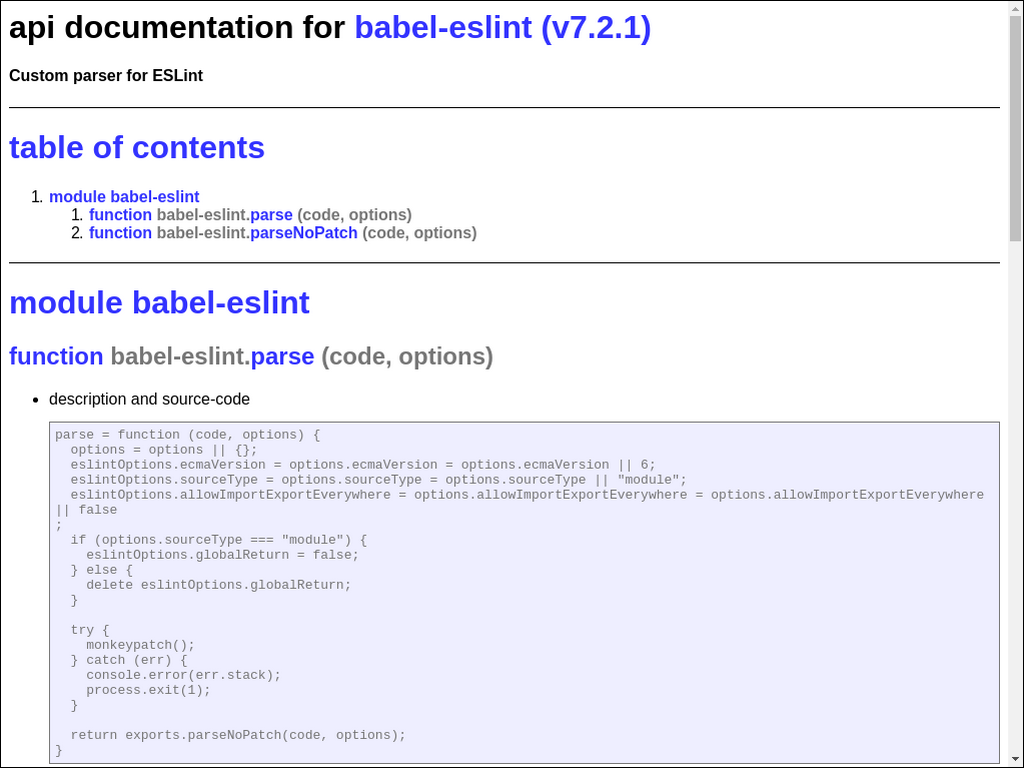 api documentation for babel-eslint (v7.2.1)
Custom parser for ESLint
table of contents
1. module babel-eslint
1. function babel-eslint.parse (code, options)
2. function babel-eslint.parseNoPatch (code, options)
module babel-eslint
function babel-eslint.parse (code, options)
• description and source-code
parse = function (code, options) {
  options = options || {};
  eslintOptions.ecmaVersion = options.ecmaVersion = options.ecmaVersion || 6;
  eslintOptions.sourceType = options.sourceType = options.sourceType || "module";
  eslintOptions.allowImportExportEverywhere = options.allowImportExportEverywhere = options.allowImportExportEverywhere
|| false
;
  if (options.sourceType === "module") {
    eslintOptions.globalReturn = false;
  } else {
    delete eslintOptions.globalReturn;
  }

  try {
    monkeypatch();
  } catch (err) {
    console.error(err.stack);
    process.exit(1);
  }

  return exports.parseNoPatch(code, options);
}